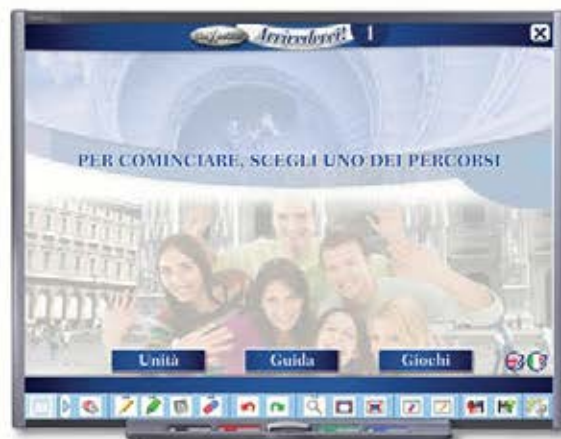 Arrivederci! 1
PER COMINCIARE, SCEGLI UNO DEI PERCORSI
Unità
Guida
Giochi